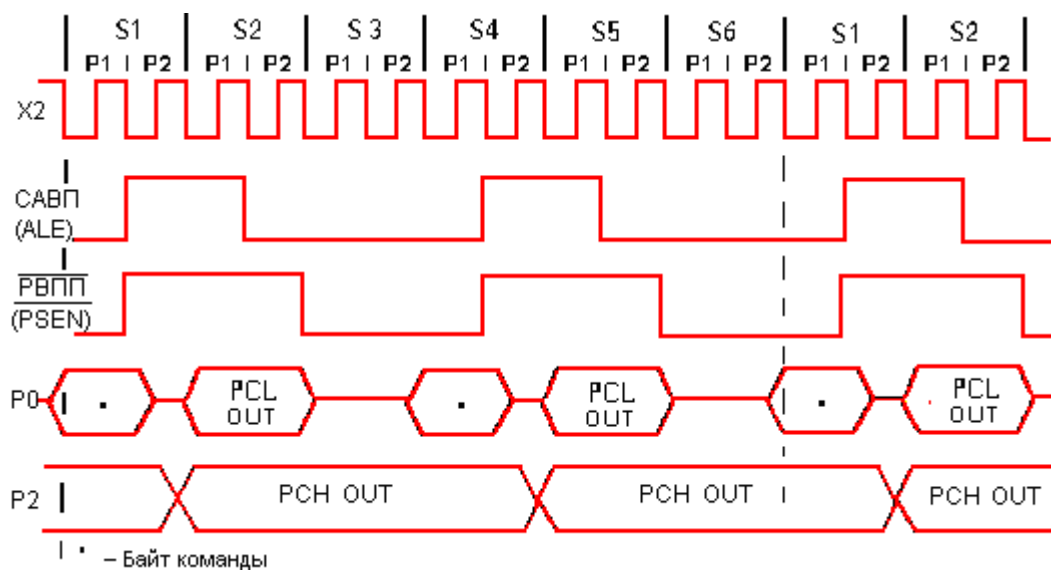 S1 S2 S3 S4 S5 S6 S1 S2
P1 P2 P1 P2 P1 P2 P1 P2 P1 P2 P1 P2 P1 P2 P1 P2
X2
САВП
(ALE)
РВПП
(PSEN)
P0 PCL OUT PCL OUT PCL OUT
P2 PCH OUT PCH OUT PCH OUT
– Байт команды